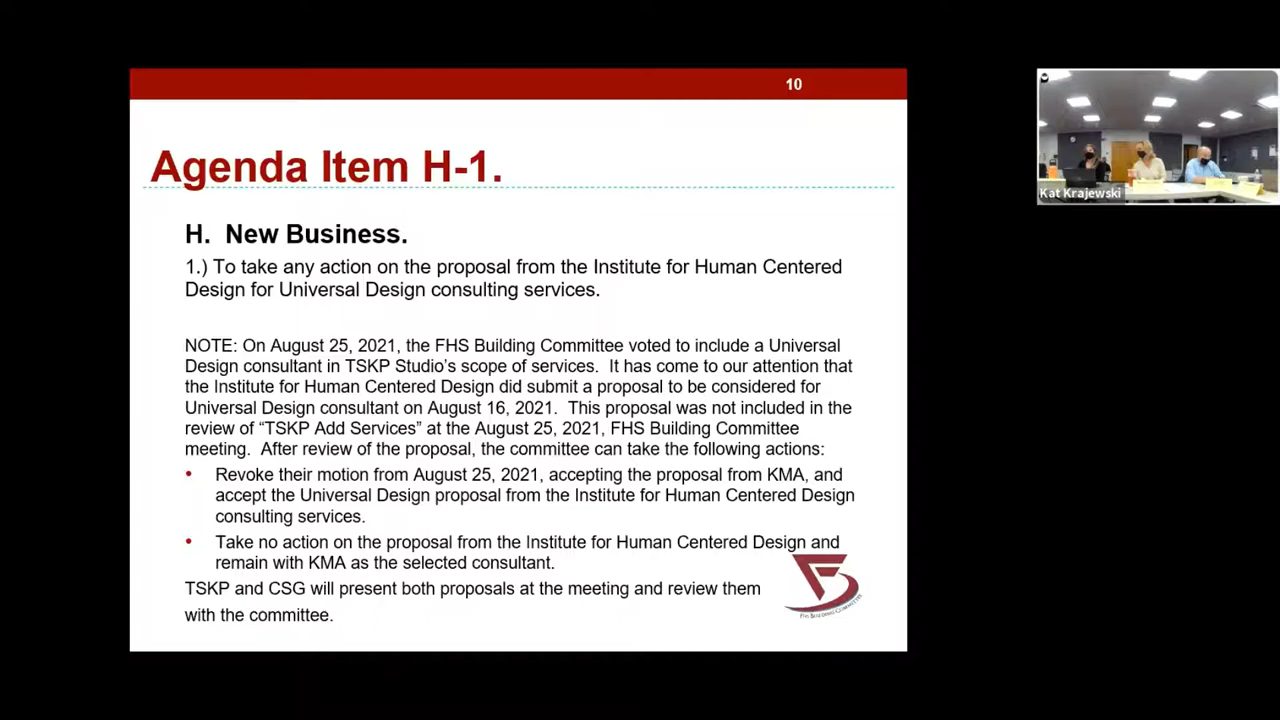 10
Agenda Item H-1.
H. New Business.
1.) To take any action on the proposal from the Institute for Human Centered
Design for Universal Design consulting services.
NOTE: On August 25, 2021, the FHS Building Committee voted to include a Universal
Design consultant in TSKP Studio's scope of services. It has come to our attention that
the Institute for Human Centered Design did submit a proposal to be considered for
Universal Design consultant on August 16, 2021. This proposal was not included in the
review of “TSKP Add Services” at the August 25, 2021, FHS Building Committee
meeting. After review of the proposal, the committee can take the following actions:
• Revoke their motion from August 25, 2021, accepting the proposal from KMA, and
accept the Universal Design proposal from the Institute for Human Centered Design
consulting services.
• Take no action on the proposal from the Institute for Human Centered Design and
remain with KMA as the selected consultant.
TSKP and CSG will present both proposals at the meeting and review them
with the committee.
FHS BUILDING COMMITTEE
Kat Krajewski